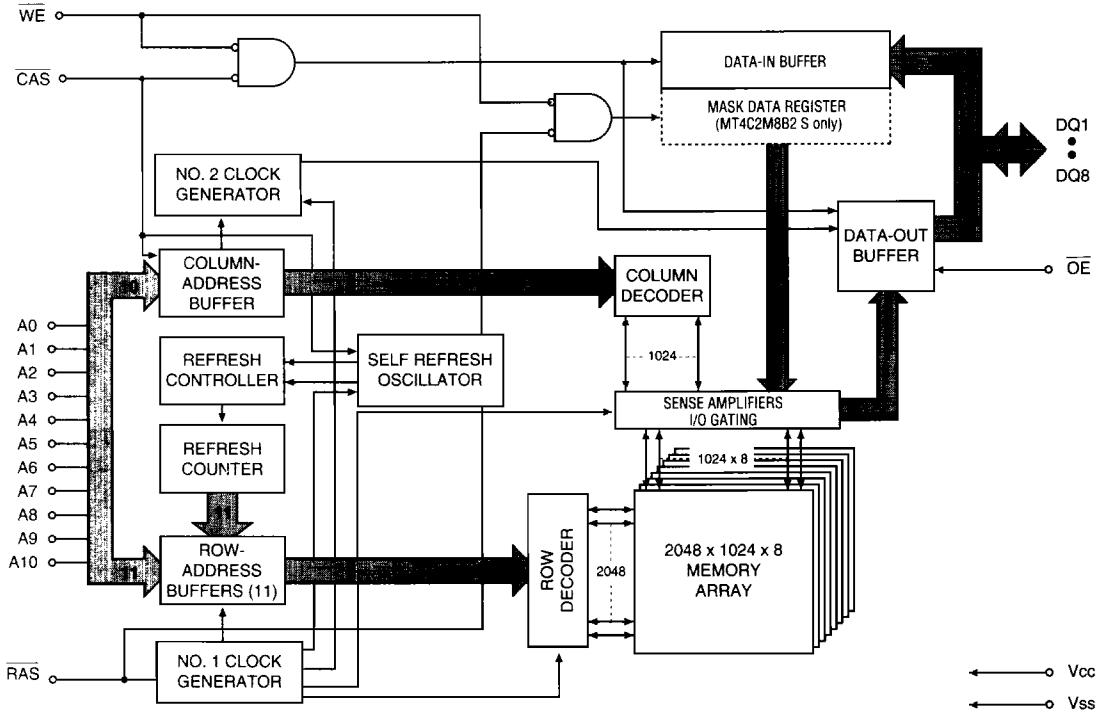 WE
CAS
DATA-IN BUFFER
MASK DATA REGISTER
(MT4C2M8B2 S only)
DQ1
DQ8
NO. 2 CLOCK
GENERATOR
DATA-OUT
BUFFER
OE
COLUMN-
ADDRESS
BUFFER
10
COLUMN
DECODER
A0
A1
A2
A3
A4
A5
A6
A7
A8
A9
A10
REFRESH
CONTROLLER
SELF REFRESH
OSCILLATOR
1024
SENSE AMPLIFIERS
I/O GATING
REFRESH
COUNTER
1024 x 8
11
11
ROW-
ADDRESS
BUFFERS (11)
ROW
DECODER
2048
2048 x 1024 x 8
MEMORY
ARRAY
RAS
NO. 1 CLOCK
GENERATOR
Vcc
Vss